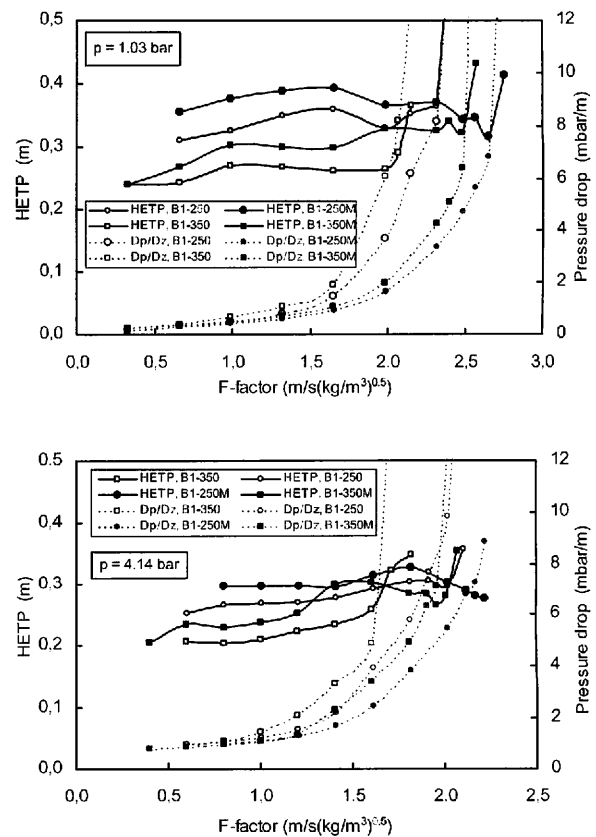 p = 1.03 bar
HETP (m)
Pressure drop (mbar/m)
0,5
0.4
0.3
0.2
0,1
0,0
12
10
8
6
4
2
0
HETP, B1-250 HETP, B1-250M
HETP, B1-350 HETP, B1-350M
Dp/Dz, B1-250 Dp/Dz, B1-250M
Dp/Dz, B1-350 Dp/Dz, B1-350M
0,0 0,5 1.0 1.5 2.0 2.5 3.0
F-factor (m/s(kg/m³)⁰·⁵)
HETP (m)
Pressure drop (mbar/m)
0.5
0.4
0.3
0.2
0,1
0,0
12
10
8
6
4
2
0
HETP, B1-350 HETP, B1-250
HETP, B1-250M HETP, B1-350M
Dp/Dz, B1-350 Dp/Dz, B1-250
Dp/Dz, B1-250M Dp/Dz, B1-350M
p = 4.14 bar
0,0 0.5 1,0 1.5 2.0 2.5
F-factor (m/s(kg/m³)⁰·⁵)